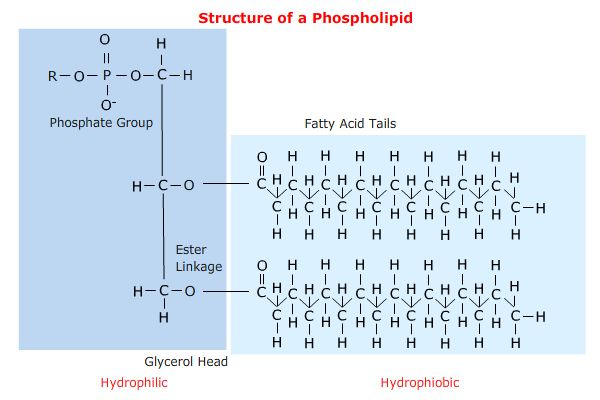 Structure of a Phospholipid
O H
R–O–P–O–C–H
O-
Phosphate Group
Fatty Acid Tails
O H H H H H H H
H–C–O C H C H C H C H C H C H C H C H
C H C H C H C H C H C H C H C–H
H H H H H H H H
Ester
Linkage
O H H H H H H H
H–C–O C H C H C H C H C H C H C H C H
H C H C H C H C H C H C H C H C–H
H H H H H H H H
Glycerol Head
Hydrophilic Hydrophiobic